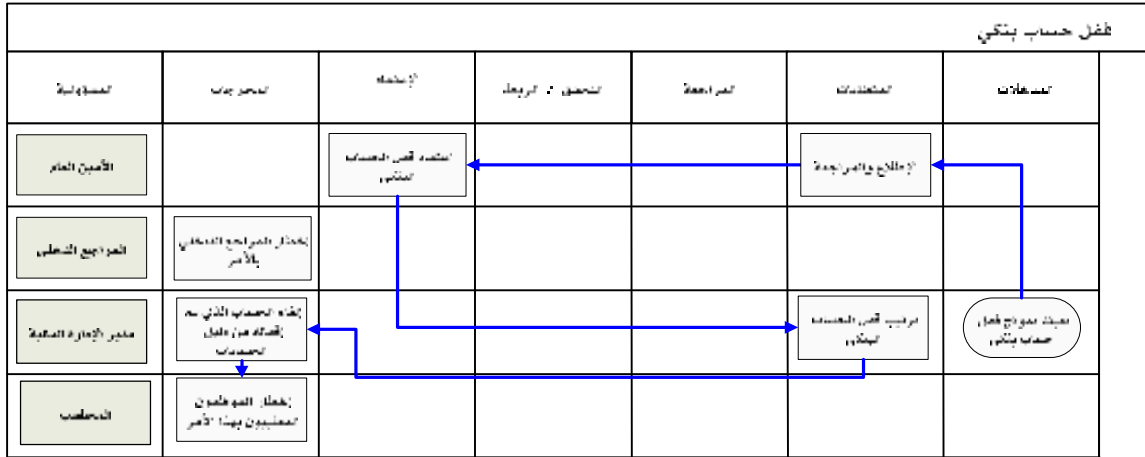 قفل حساب بنكي
المدخلات
المتطلبات
المراجعة
التحقق / الربط
الإعتماد
المخرجات
المسؤولية
الإطلاع والمراجعة
اعتماد قفل الحساب
البنكي
الأمين العام
إخطار المراجع الداخلي
بالأمر
المراجع الداخلي
تعبئة نموذج قفل
حساب بنكي
ترتيب قفل الحساب
البنكي
إلغاء الحساب الذي تم
إقفاله من دليل
الحسابات
مدير الإدارة المالية
إخطار الموظفون
المعنييون بهذا الأمر
المحاسب